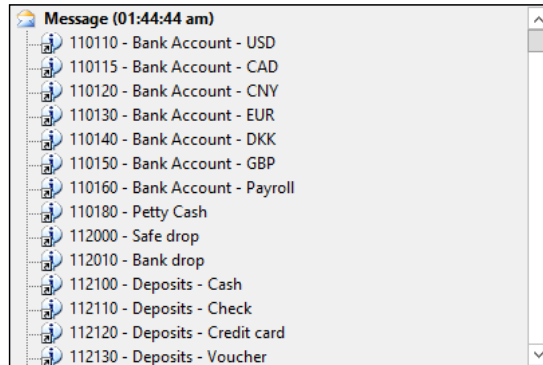 Message (01:44:44 am)
110110 - Bank Account - USD
110115 - Bank Account - CAD
110120 - Bank Account - CNY
110130 - Bank Account - EUR
110140 - Bank Account - DKK
110150 - Bank Account - GBP
110160 - Bank Account - Payroll
110180 - Petty Cash
112000 - Safe drop
112010 - Bank drop
112100 - Deposits - Cash
112110 - Deposits - Check
112120 - Deposits - Credit card
112130 - Deposits - Voucher